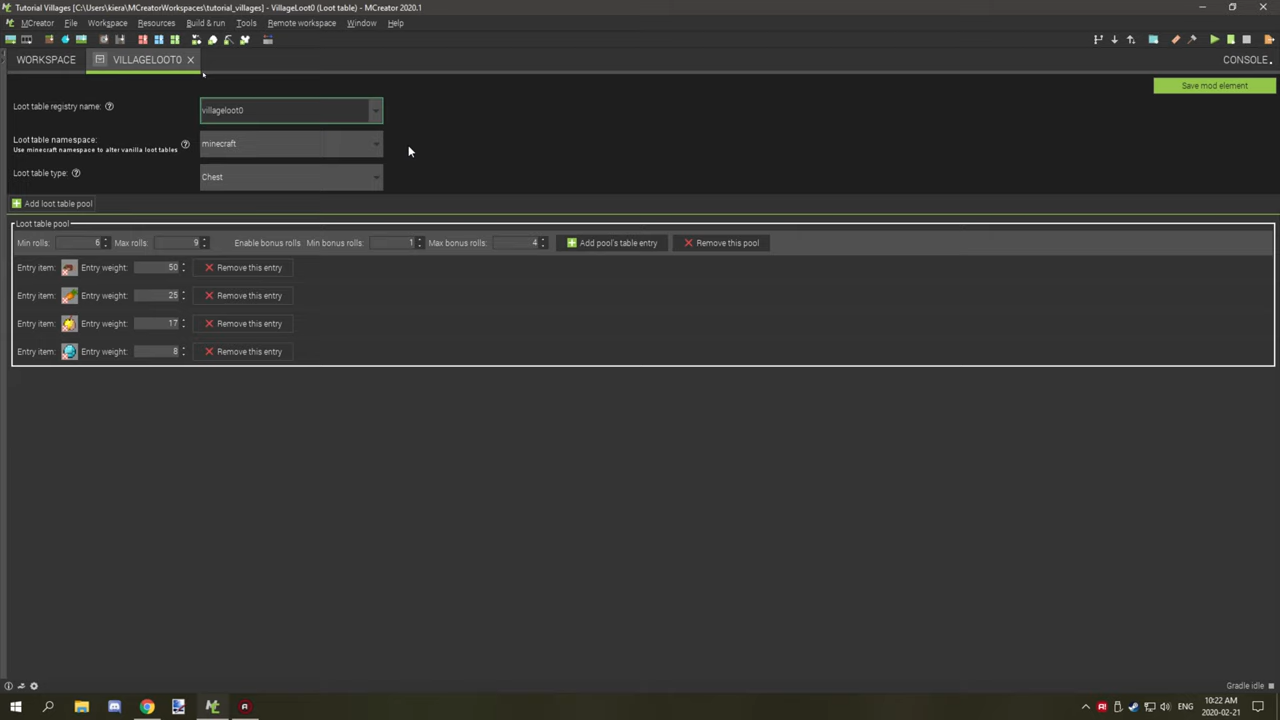 Tutorial Villages [C:\Users\kiera\MCreatorWorkspaces\tutorial_villages] - VillageLoot0 (Loot table) - MCreator 2020.1
MCreator File Workspace Resources Build & run Tools Remote workspace Window Help
WORKSPACE VILLAGELOOT0 CONSOLE
Save mod element
Loot table registry name: villageloot0
Loot table namespace: minecraft
Use minecraft namespace to alter vanilla loot tables
Loot table type: Chest
Add loot table pool
Loot table pool
Min rolls: 6 Max rolls: 9 Enable bonus rolls Min bonus rolls: 1 Max bonus rolls: 4 Add pool's table entry Remove this pool
Entry item: Entry weight: 50 Remove this entry
Entry item: Entry weight: 25 Remove this entry
Entry item: Entry weight: 17 Remove this entry
Entry item: Entry weight: 8 Remove this entry
Gradle idle
ENG
10:22 AM
2020-02-21